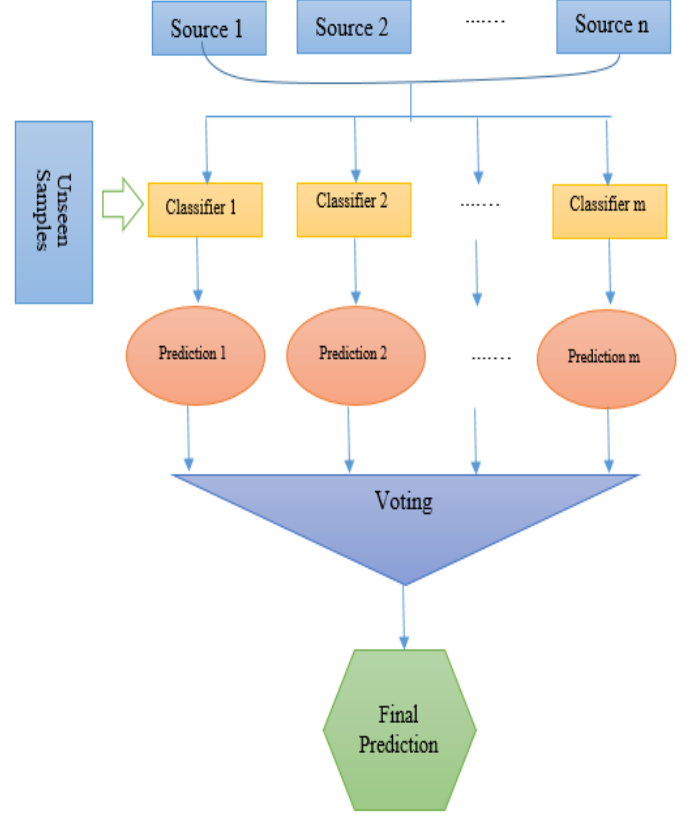 Source 1
Source 2
.......
Source n
Unseen
Samples
Classifier 1
Classifier 2
.......
Classifier m
Prediction 1
Prediction 2
.......
Prediction m
Voting
Final
Prediction